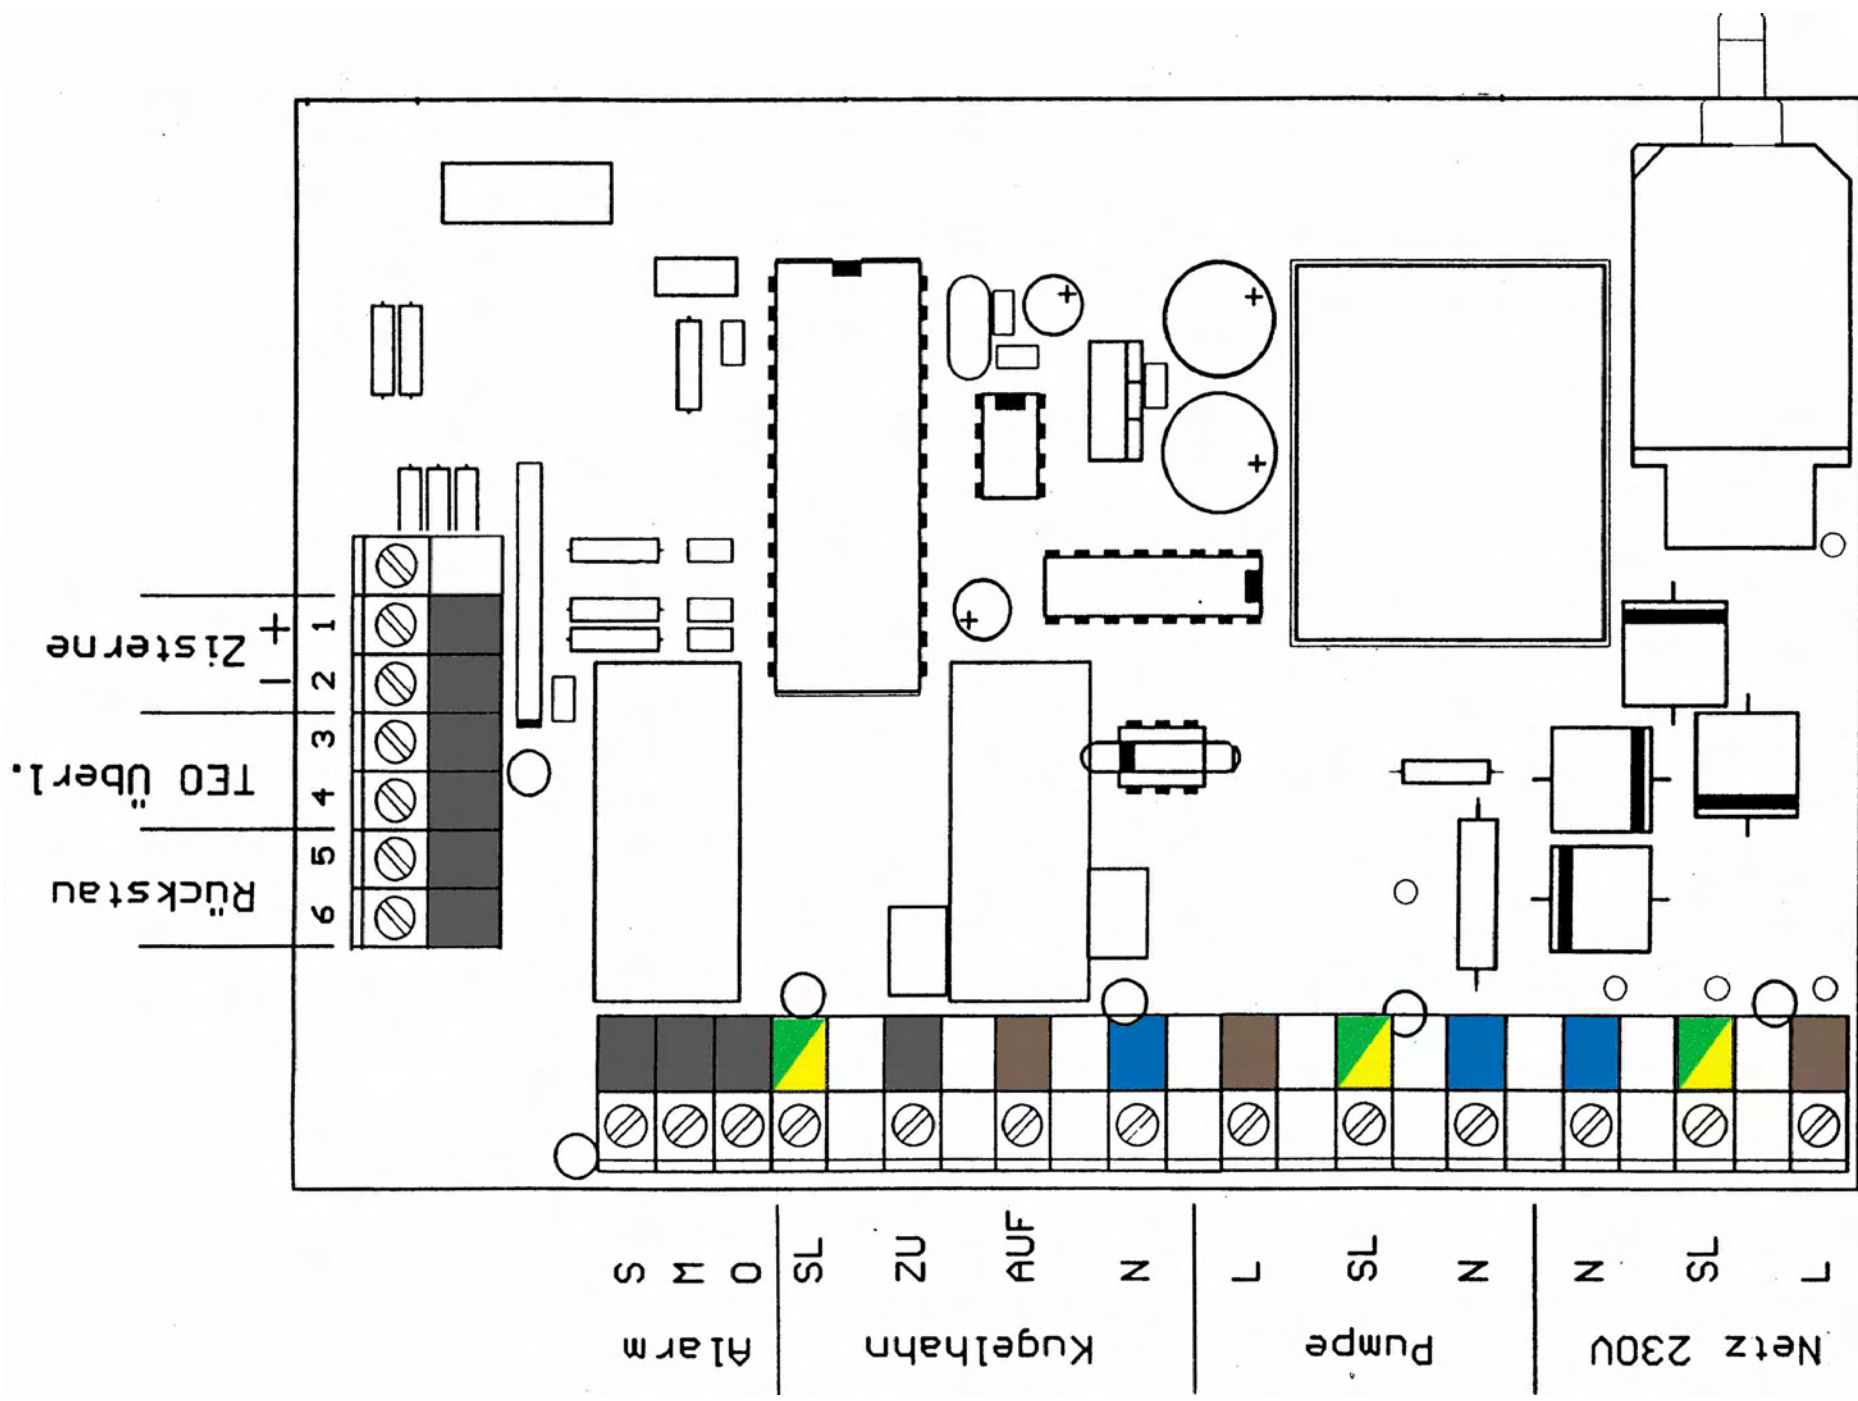 Zisterne
+ 1
- 2
TEO Überl.
3
4
Rückstau
5
6
S M O SL ZU AUF N L SL N N SL L
Alarm Kugelhahn Pumpe Netz 230V